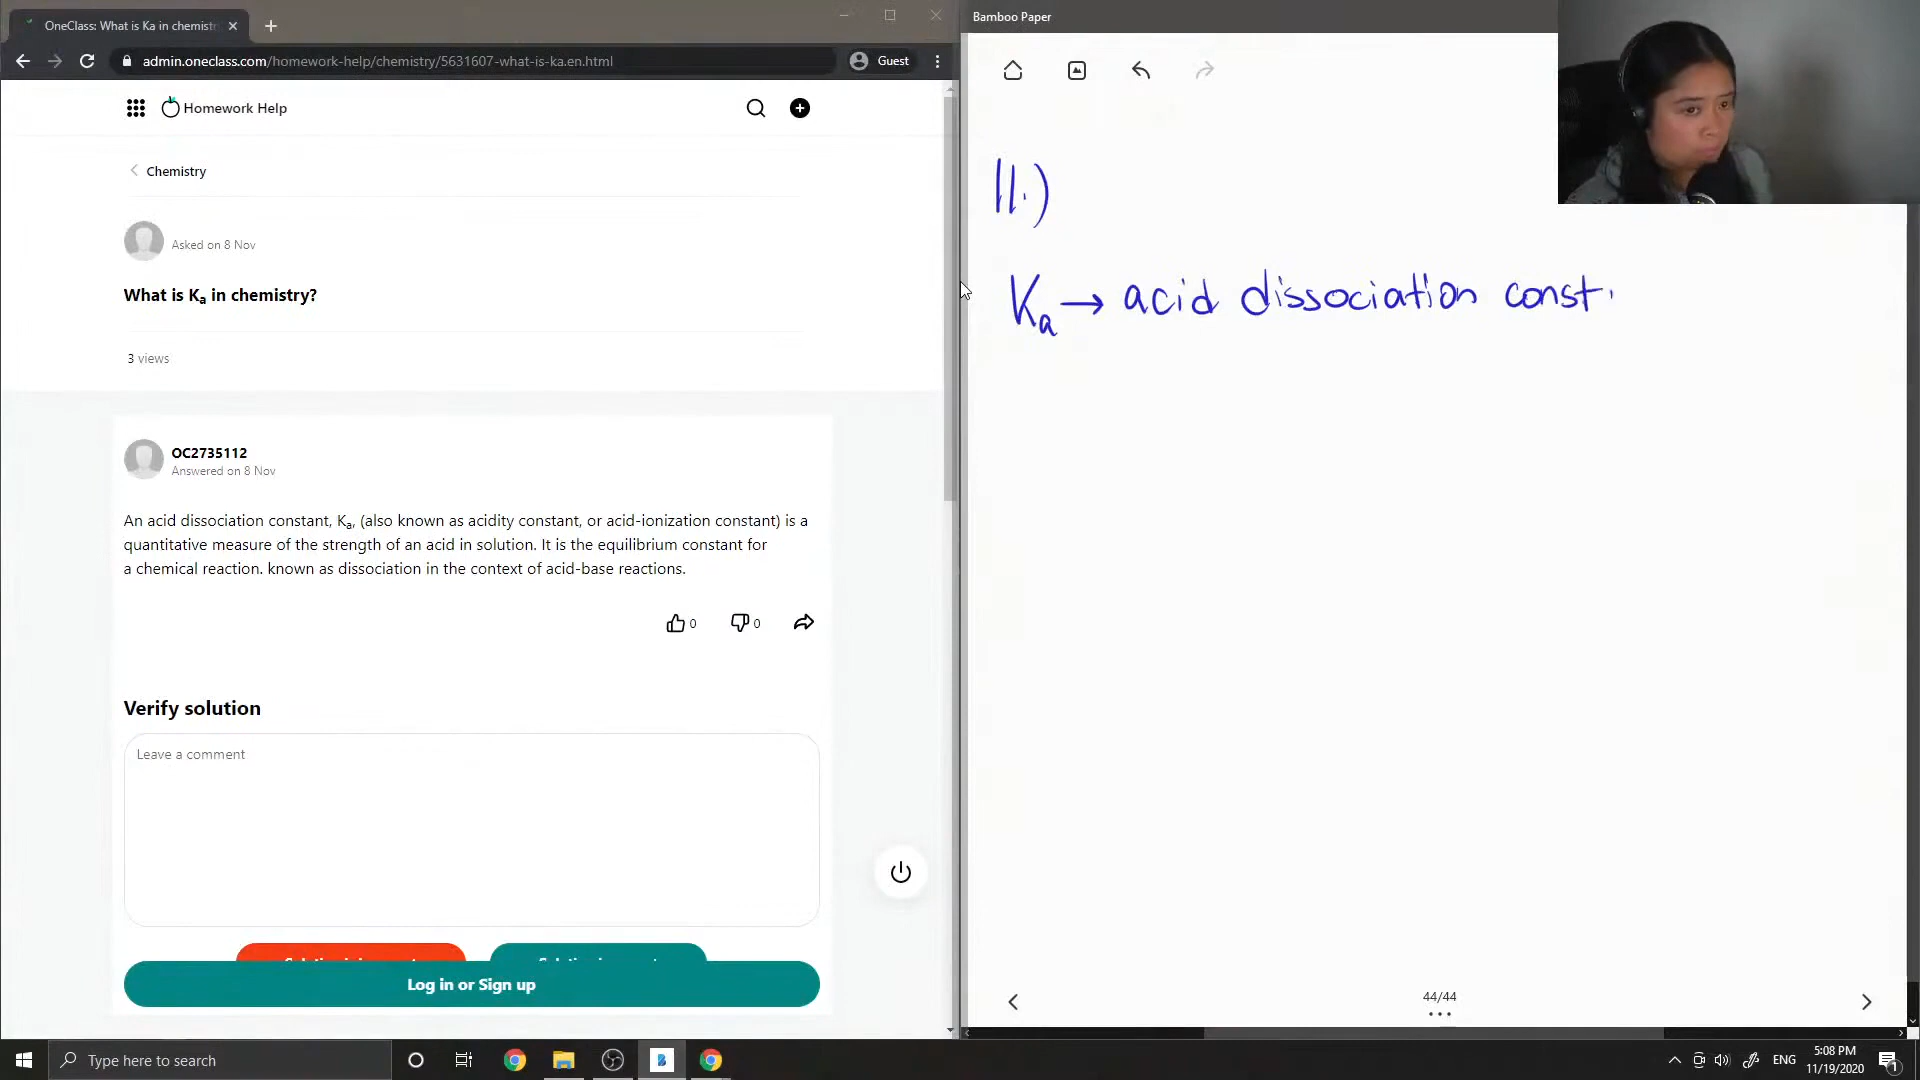 OneClass: What is Ka in chemist
admin.oneclass.com/homework-help/chemistry/5631607-what-is-ka.en.html
Guest
Homework Help
Chemistry
Asked on 8 Nov
What is Ka in chemistry?
3 views
OC2735112
Answered on 8 Nov
An acid dissociation constant, Ka, (also known as acidity constant, or acid-ionization constant) is a
quantitative measure of the strength of an acid in solution. It is the equilibrium constant for
a chemical reaction. known as dissociation in the context of acid-base reactions.
0
0
Verify solution
Leave a comment
Log in or Sign up
Bamboo Paper
11.)
Ka → acid dissociation const
44/44
Type here to search
ENG
5:08 PM
11/19/2020
1